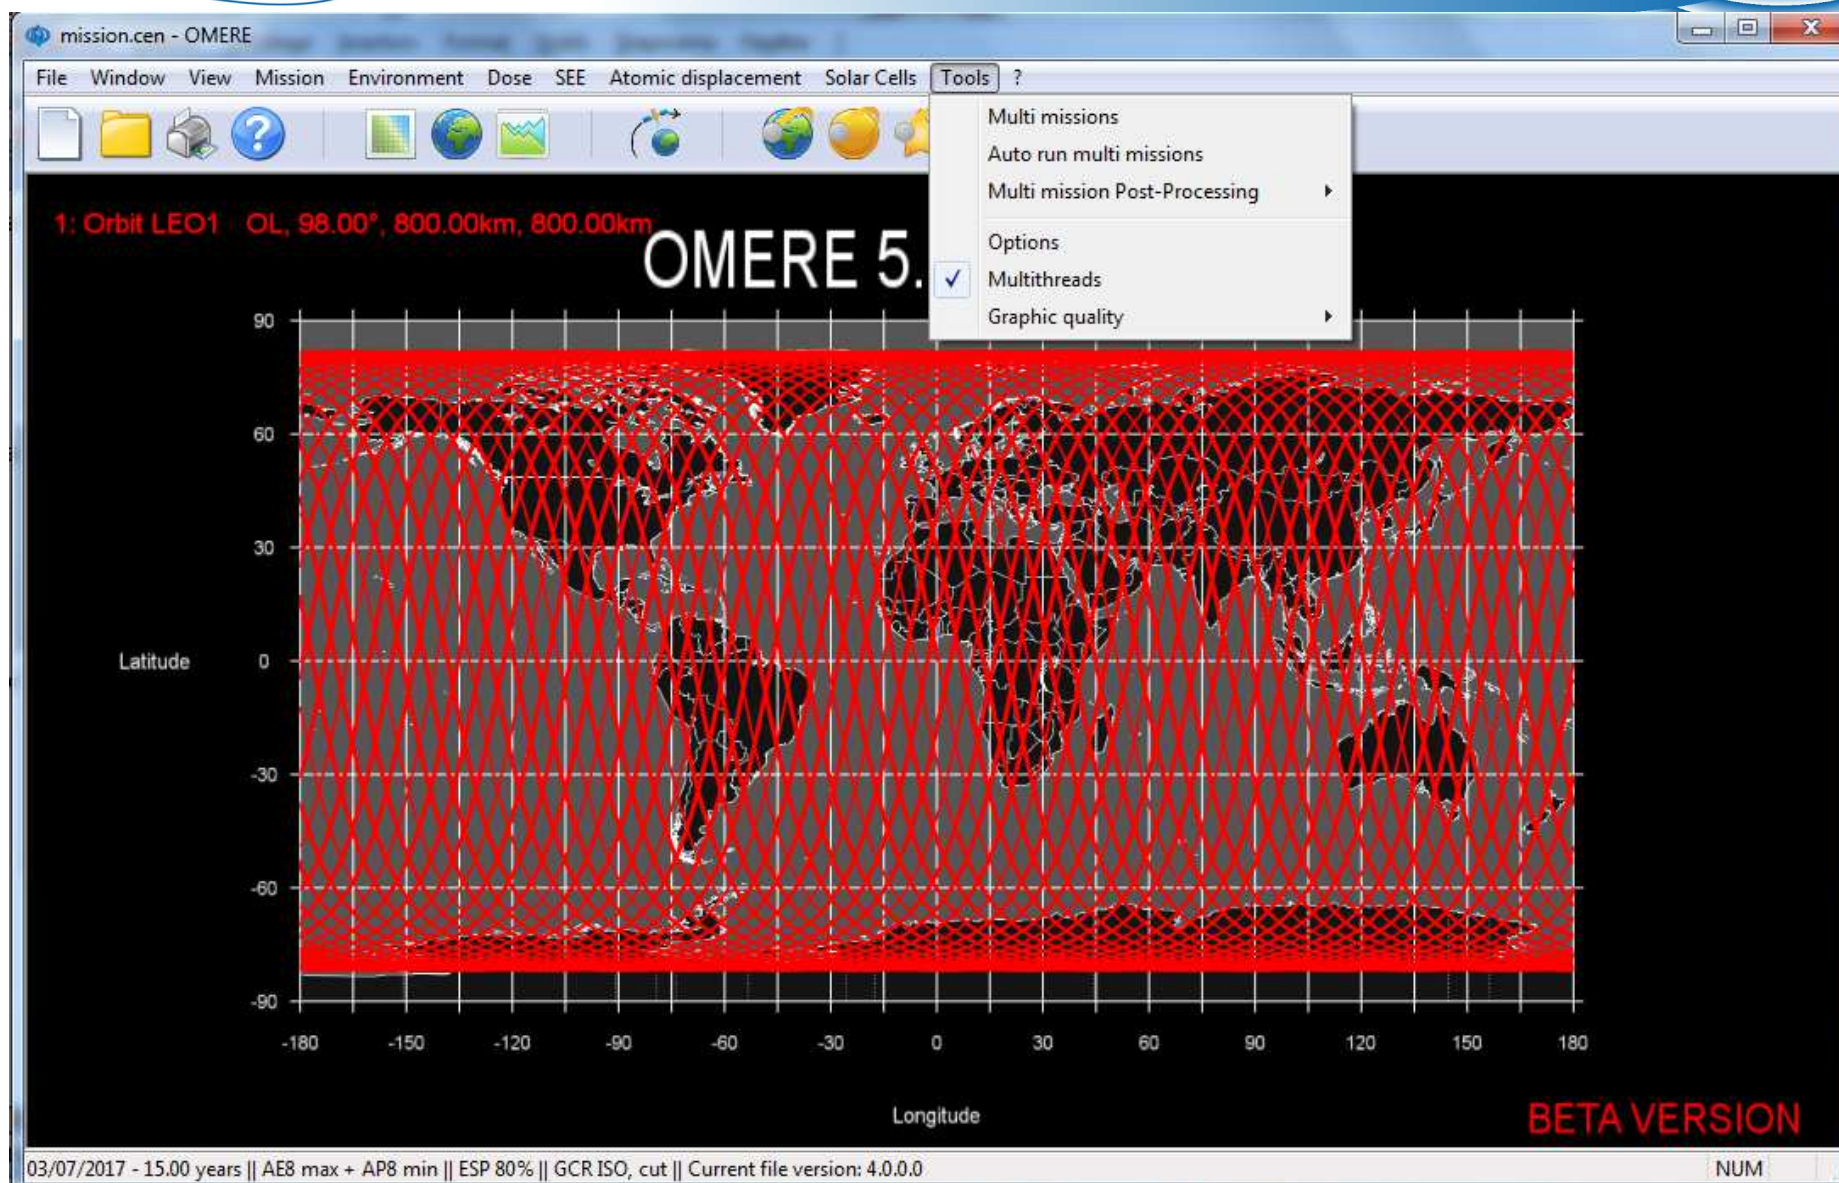 mission.cen - OMERE
File Window View Mission Environment Dose SEE Atomic displacement Solar Cells Tools ?
Multi missions
Auto run multi missions
Multi mission Post-Processing
Options
Multithreads
Graphic quality
1: Orbit LEO1 OL, 98.00°, 800.00km, 800.00km
OMERE 5.
90
60
30
Latitude 0
-30
-60
-90
-180 -150 -120 -90 -60 -30 0 30 60 90 120 150 180
Longitude
BETA VERSION
03/07/2017 - 15.00 years || AE8 max + AP8 min || ESP 80% || GCR ISO, cut || Current file version: 4.0.0.0 NUM